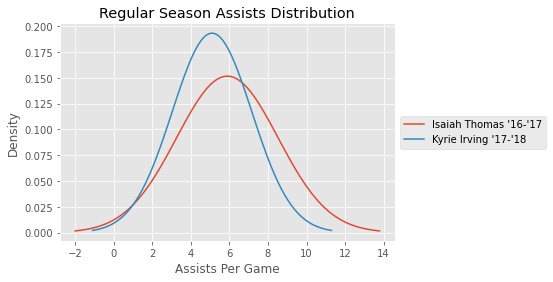 Regular Season Assists Distribution
0.200
0.175
0.150
0.125
0.100
0.075
0.050
0.025
0.000
Density
−2 0 2 4 6 8 10 12 14
Assists Per Game
Isaiah Thomas '16-'17
Kyrie Irving '17-'18